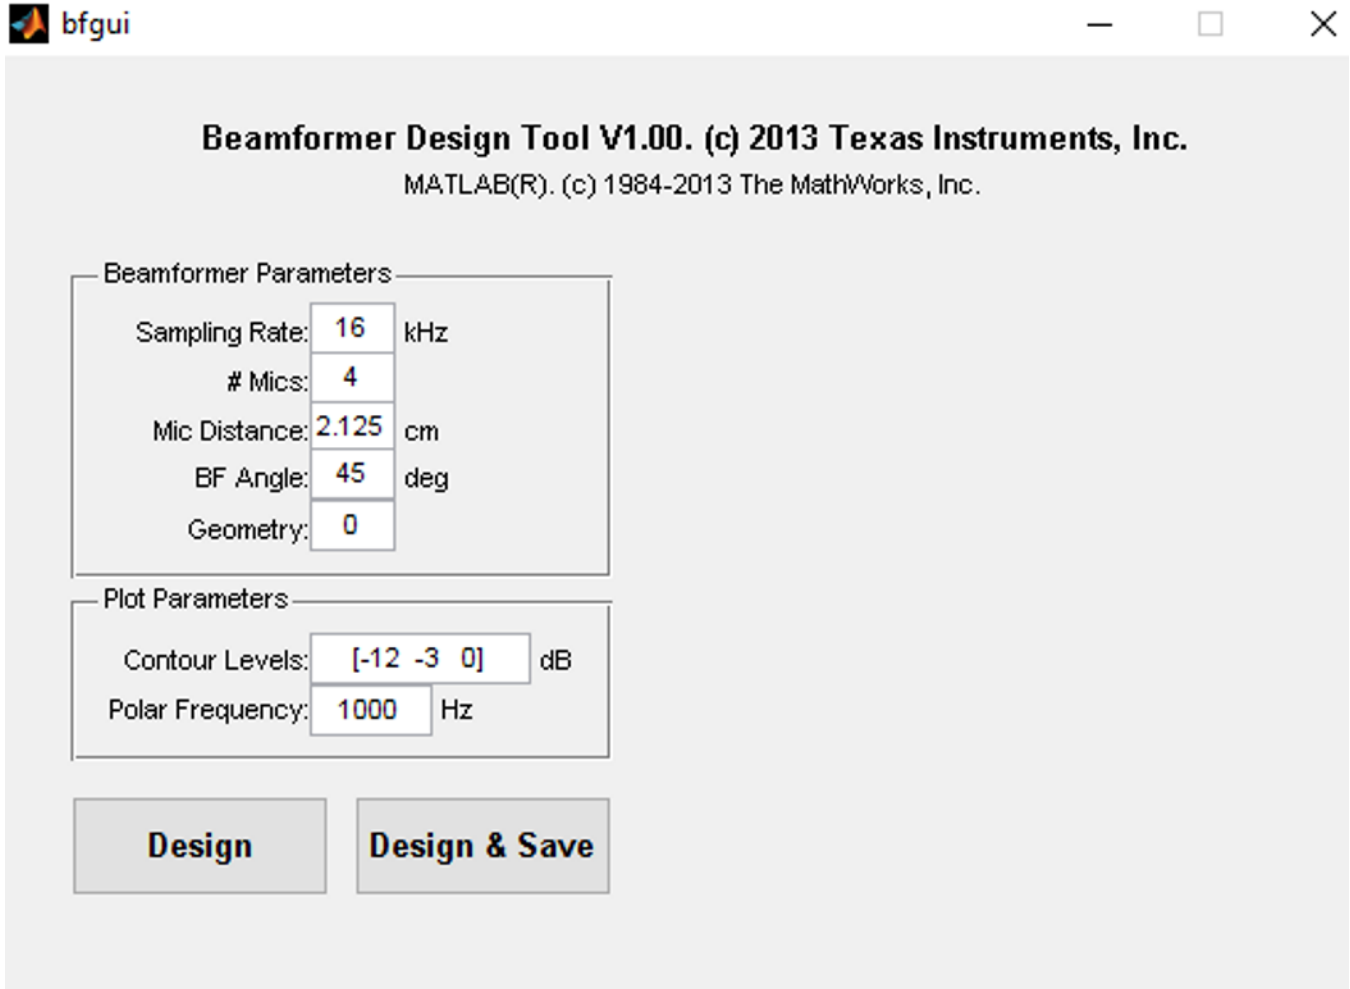 bfgui
Beamformer Design Tool V1.00. (c) 2013 Texas Instruments, Inc.
MATLAB(R). (c) 1984-2013 The MathWorks, Inc.
Beamformer Parameters
Sampling Rate: 16 kHz
# Mics: 4
Mic Distance: 2.125 cm
BF Angle: 45 deg
Geometry: 0
Plot Parameters
Contour Levels: [-12 -3 0] dB
Polar Frequency: 1000 Hz
Design Design & Save